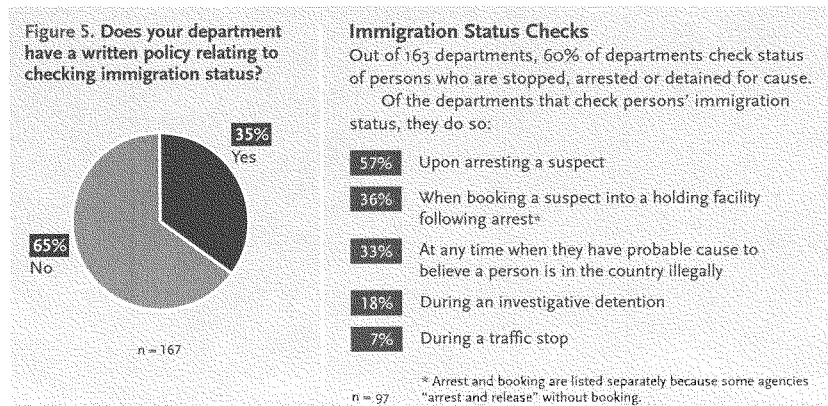 Figure 5. Does your department
have a written policy relating to
checking immigration status?
35%
Yes
65%
No
n = 167
Immigration Status Checks
Out of 163 departments, 60% of departments check status
of persons who are stopped, arrested or detained for cause.
Of the departments that check persons' immigration
status, they do so:
57% Upon arresting a suspect
36% When booking a suspect into a holding facility
following arrest*
33% At any time when they have probable cause to
believe a person is in the country illegally
18% During an investigative detention
7% During a traffic stop
* Arrest and booking are listed separately because some agencies
n = 97 "arrest and release" without booking.